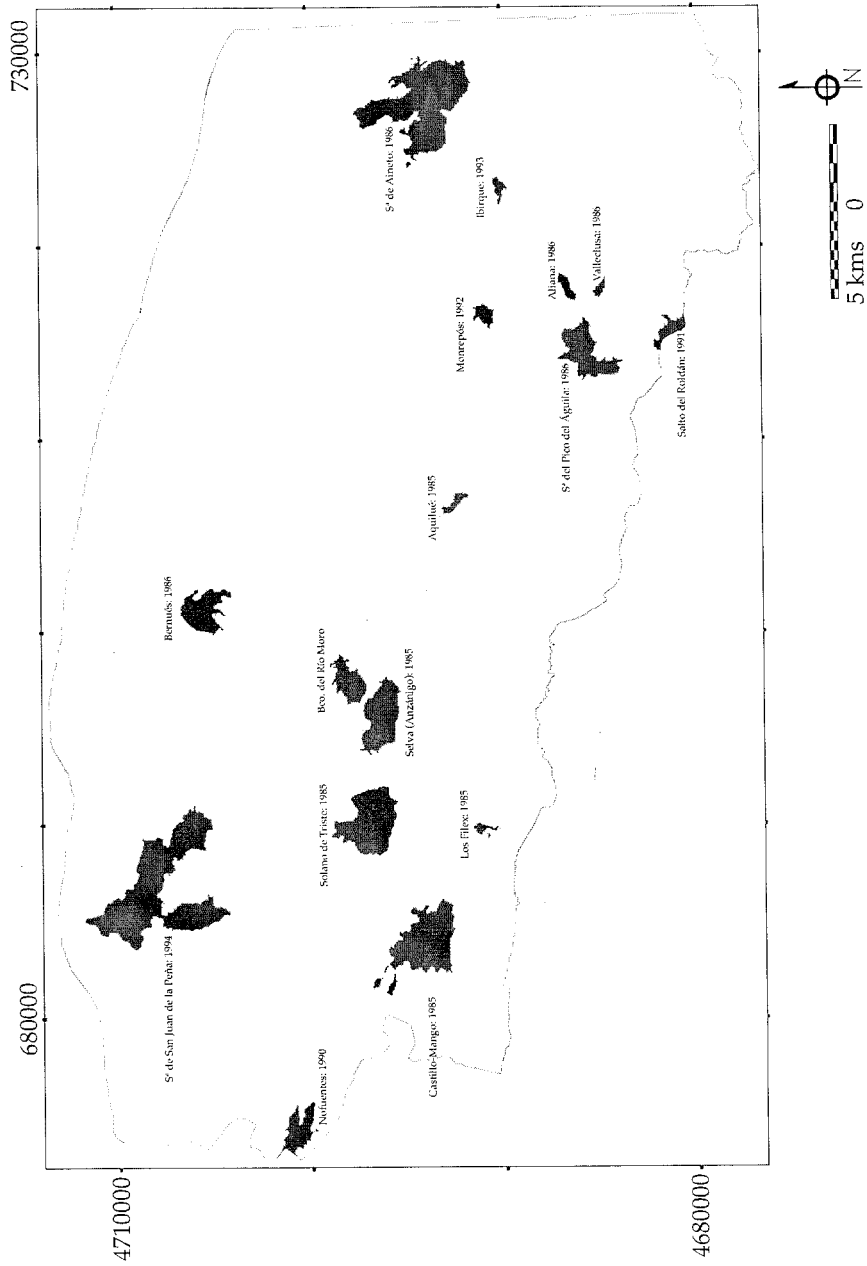 680000
730000
4710000
4680000
Sª de San Juan de la Peña: 1994
Bernués: 1986
Nofuentes: 1990
Solano de Triste: 1985
Bco. del Río Moro
Selva (Anzánigo): 1985
Sª de Aineto: 1986
Castillo-Mango: 1985
Los Filex: 1985
Aquilué: 1985
Monrepós: 1992
Ibirque: 1993
Aliana: 1986
Valleclusa: 1986
Sª del Pico del Águila: 1986
Salto del Roldán: 1991
5 kms 0
N